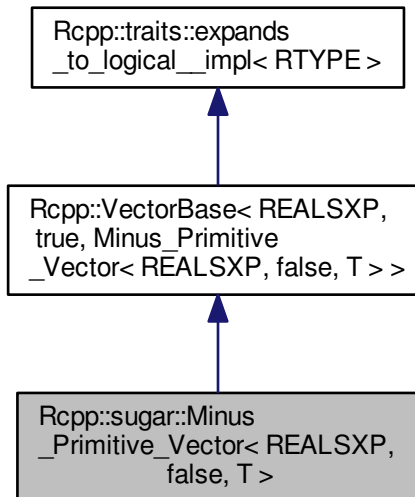 Rcpp::traits::expands
_to_logical__impl< RTYPE >
Rcpp::VectorBase< REALSXP,
true, Minus_Primitive
_Vector< REALSXP, false, T > >
Rcpp::sugar::Minus
_Primitive_Vector< REALSXP,
false, T >